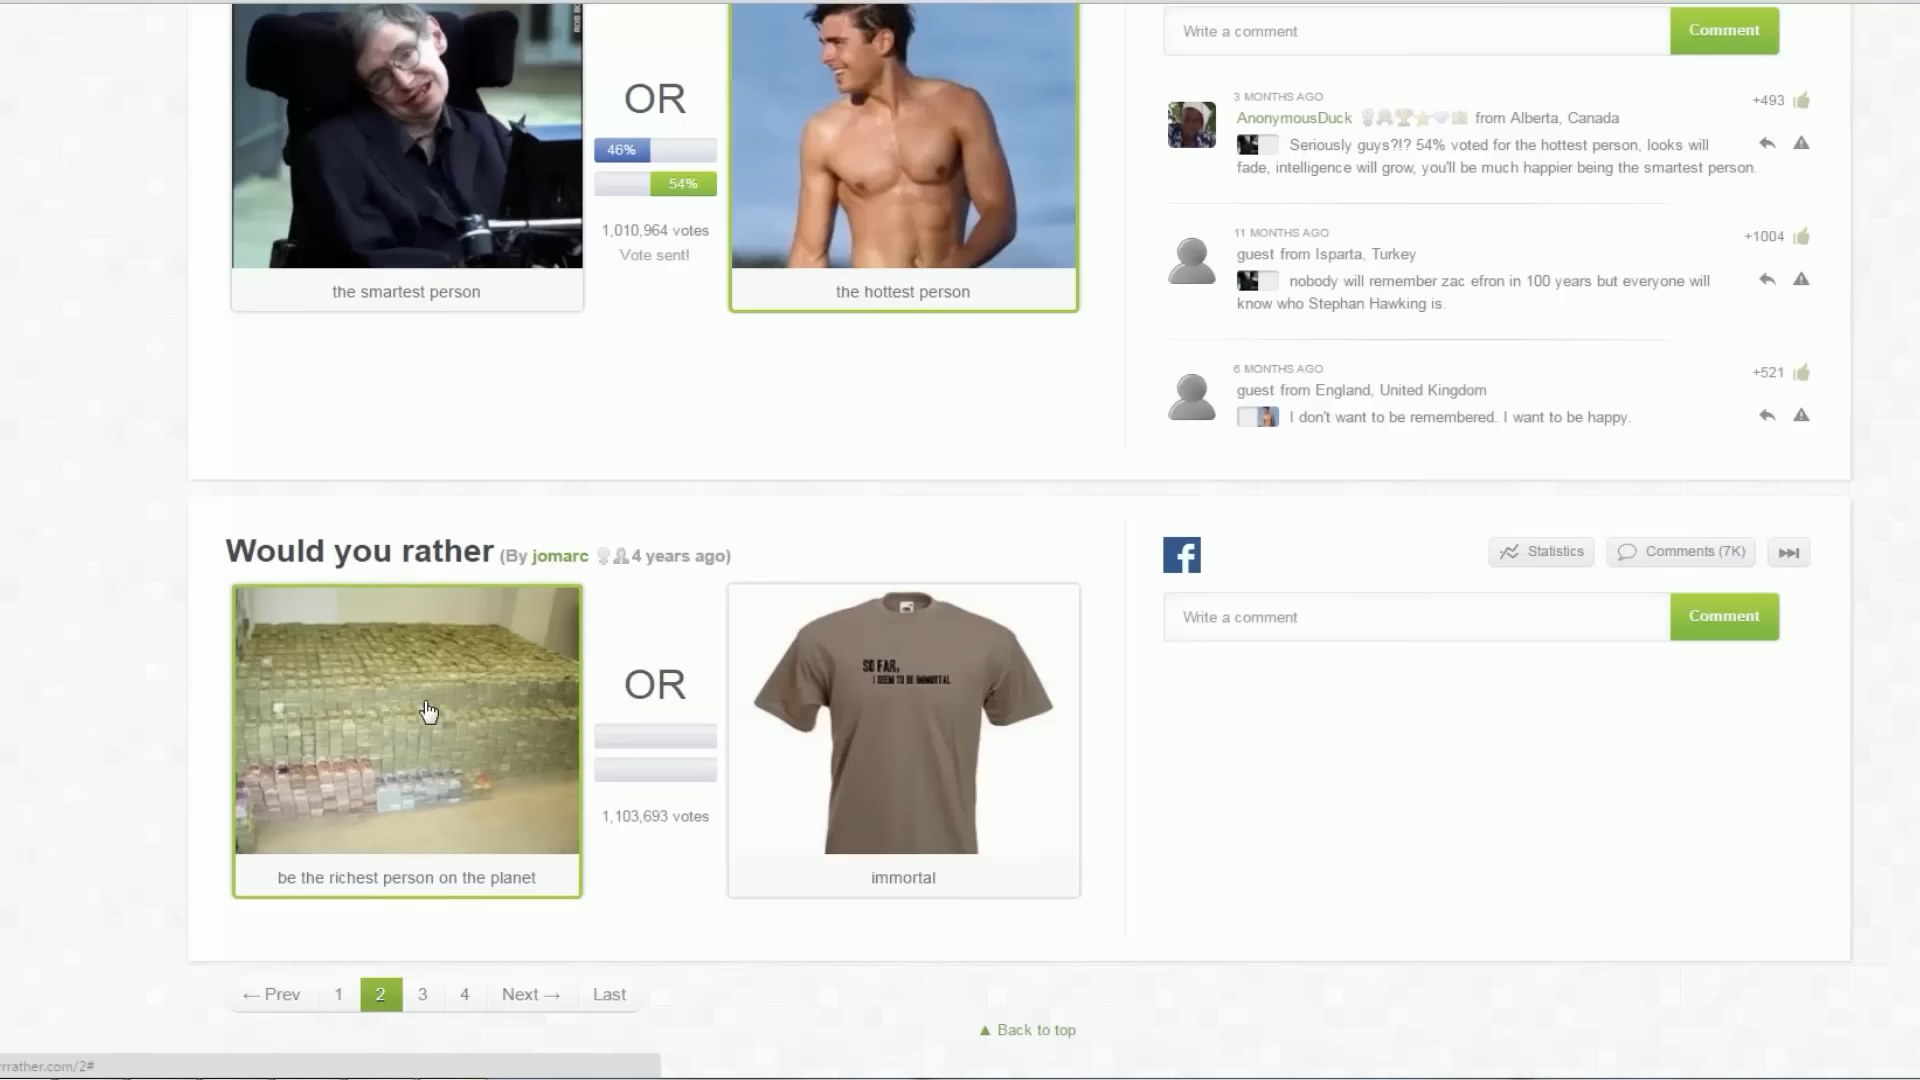 Write a comment
Comment
OR
46%
54%
1,010,964 votes
Vote sent!
the smartest person
the hottest person
3 MONTHS AGO
+493
AnonymousDuck from Alberta, Canada
Seriously guys?!? 54% voted for the hottest person, looks will
fade, intelligence will grow, you'll be much happier being the smartest person.
11 MONTHS AGO
+1004
guest from Isparta, Turkey
nobody will remember zac efron in 100 years but everyone will
know who Stephan Hawking is.
6 MONTHS AGO
+521
guest from England, United Kingdom
I don't want to be remembered. I want to be happy.
Would you rather (By jomarc 4 years ago)
f
Statistics
Comments (7K)
Write a comment
Comment
OR
1,103,693 votes
SO FAR,
I SEEM TO BE IMMORTAL
be the richest person on the planet
immortal
← Prev 1 2 3 4 Next → Last
▲ Back to top
rrrather.com/2#